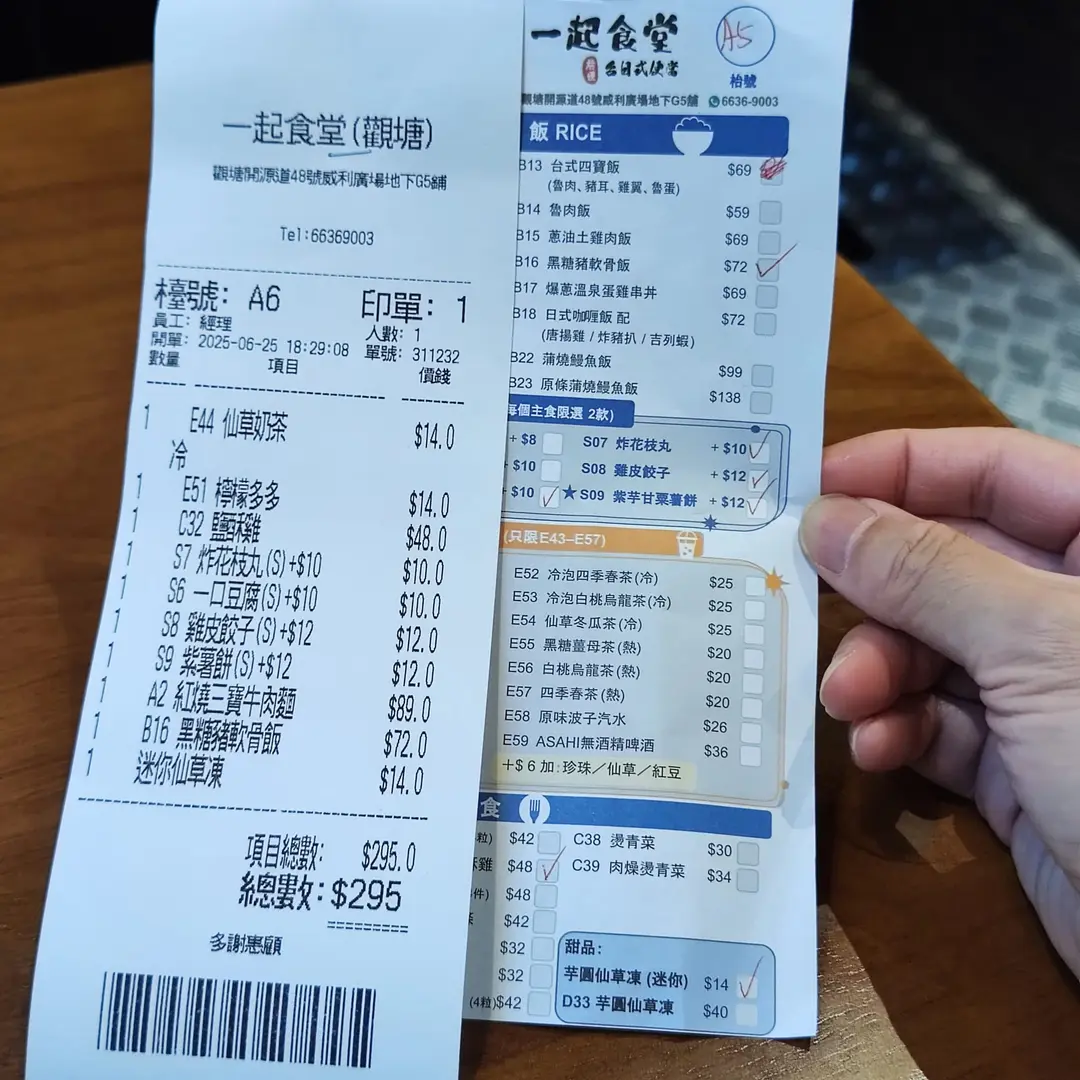 一起食堂(觀塘)
觀塘開源道48號威利廣場地下G5鋪
Tel:66369003
檯號: A6 印單: 1
員工: 經理 人數: 1
開單: 2025-06-25 18:29:08 單號: 311232
數量 項目 價錢
1 E44 仙草奶茶 $14.0
冷
1 E51 檸檬多多 $14.0
1 C32 鹽酥雞 $48.0
1 S7 炸花枝丸(S)+$10 $10.0
1 S6 一口豆腐(S)+$10 $10.0
1 S8 雞皮餃子(S)+$12 $12.0
1 S9 紫薯餅(S)+$12 $12.0
1 A2 紅燒三寶牛肉麵 $89.0
1 B16 黑糖豬軟骨飯 $72.0
1 迷你仙草凍 $14.0
項目總數: $295.0
總數: $295
多謝惠顧
一起食堂
台日式便當
A5
枱號
觀塘開源道48號威利廣場地下G5舖 6636-9003
飯 RICE
B13 台式四寶飯 $69
(魯肉、豬耳、雞翼、魯蛋)
B14 魯肉飯 $59
B15 蔥油土雞肉飯 $69
B16 黑糖豬軟骨飯 $72
B17 爆蔥溫泉蛋雞串丼 $69
B18 日式咖喱飯 配 $72
(唐揚雞 / 炸豬扒 / 吉列蝦)
B22 蒲燒鰻魚飯 $99
B23 原條蒲燒鰻魚飯 $138
每個主食限選 2款)
+ $8 S07 炸花枝丸 + $10
+ $10 S08 雞皮餃子 + $12
+ $10 ★S09 紫芋甘粟薯餅 + $12
(只限E43–E57)
E52 冷泡四季春茶(冷) $25
E53 冷泡白桃烏龍茶(冷) $25
E54 仙草冬瓜茶(冷) $25
E55 黑糖薑母茶(熱) $20
E56 白桃烏龍茶(熱) $20
E57 四季春茶(熱) $20
E58 原味波子汽水 $26
E59 ASAHI無酒精啤酒 $36
+$ 6 加:珍珠／仙草／紅豆
食
粒) $42 C38 燙青菜 $30
酥雞 $48 C39 肉燥燙青菜 $34
件) $48
$42
$32
$32
(4粒)$42
甜品:
芋圓仙草凍 (迷你) $14
D33 芋圓仙草凍 $40